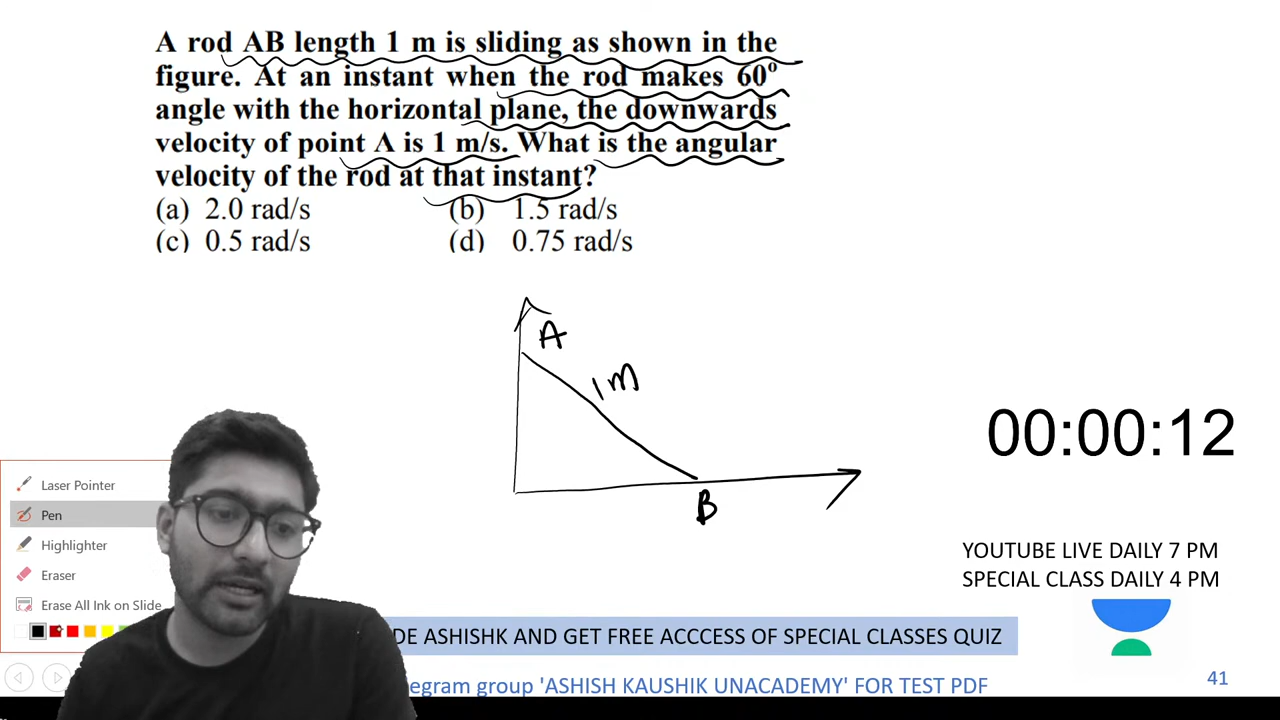 A rod AB length 1 m is sliding as shown in the
figure. At an instant when the rod makes 60° 
angle with the horizontal plane, the downwards
velocity of point A is 1 m/s. What is the angular
velocity of the rod at that instant?
(a) 2.0 rad/s (b) 1.5 rad/s
(c) 0.5 rad/s (d) 0.75 rad/s
A
1m
B
00:00:12
Laser Pointer
Pen
Highlighter
Eraser
Erase All Ink on Slide
YOUTUBE LIVE DAILY 7 PM
SPECIAL CLASS DAILY 4 PM
ASHISHK AND GET FREE ACCCESS OF SPECIAL CLASSES QUIZ
group 'ASHISH KAUSHIK UNACADEMY' FOR TEST PDF
41